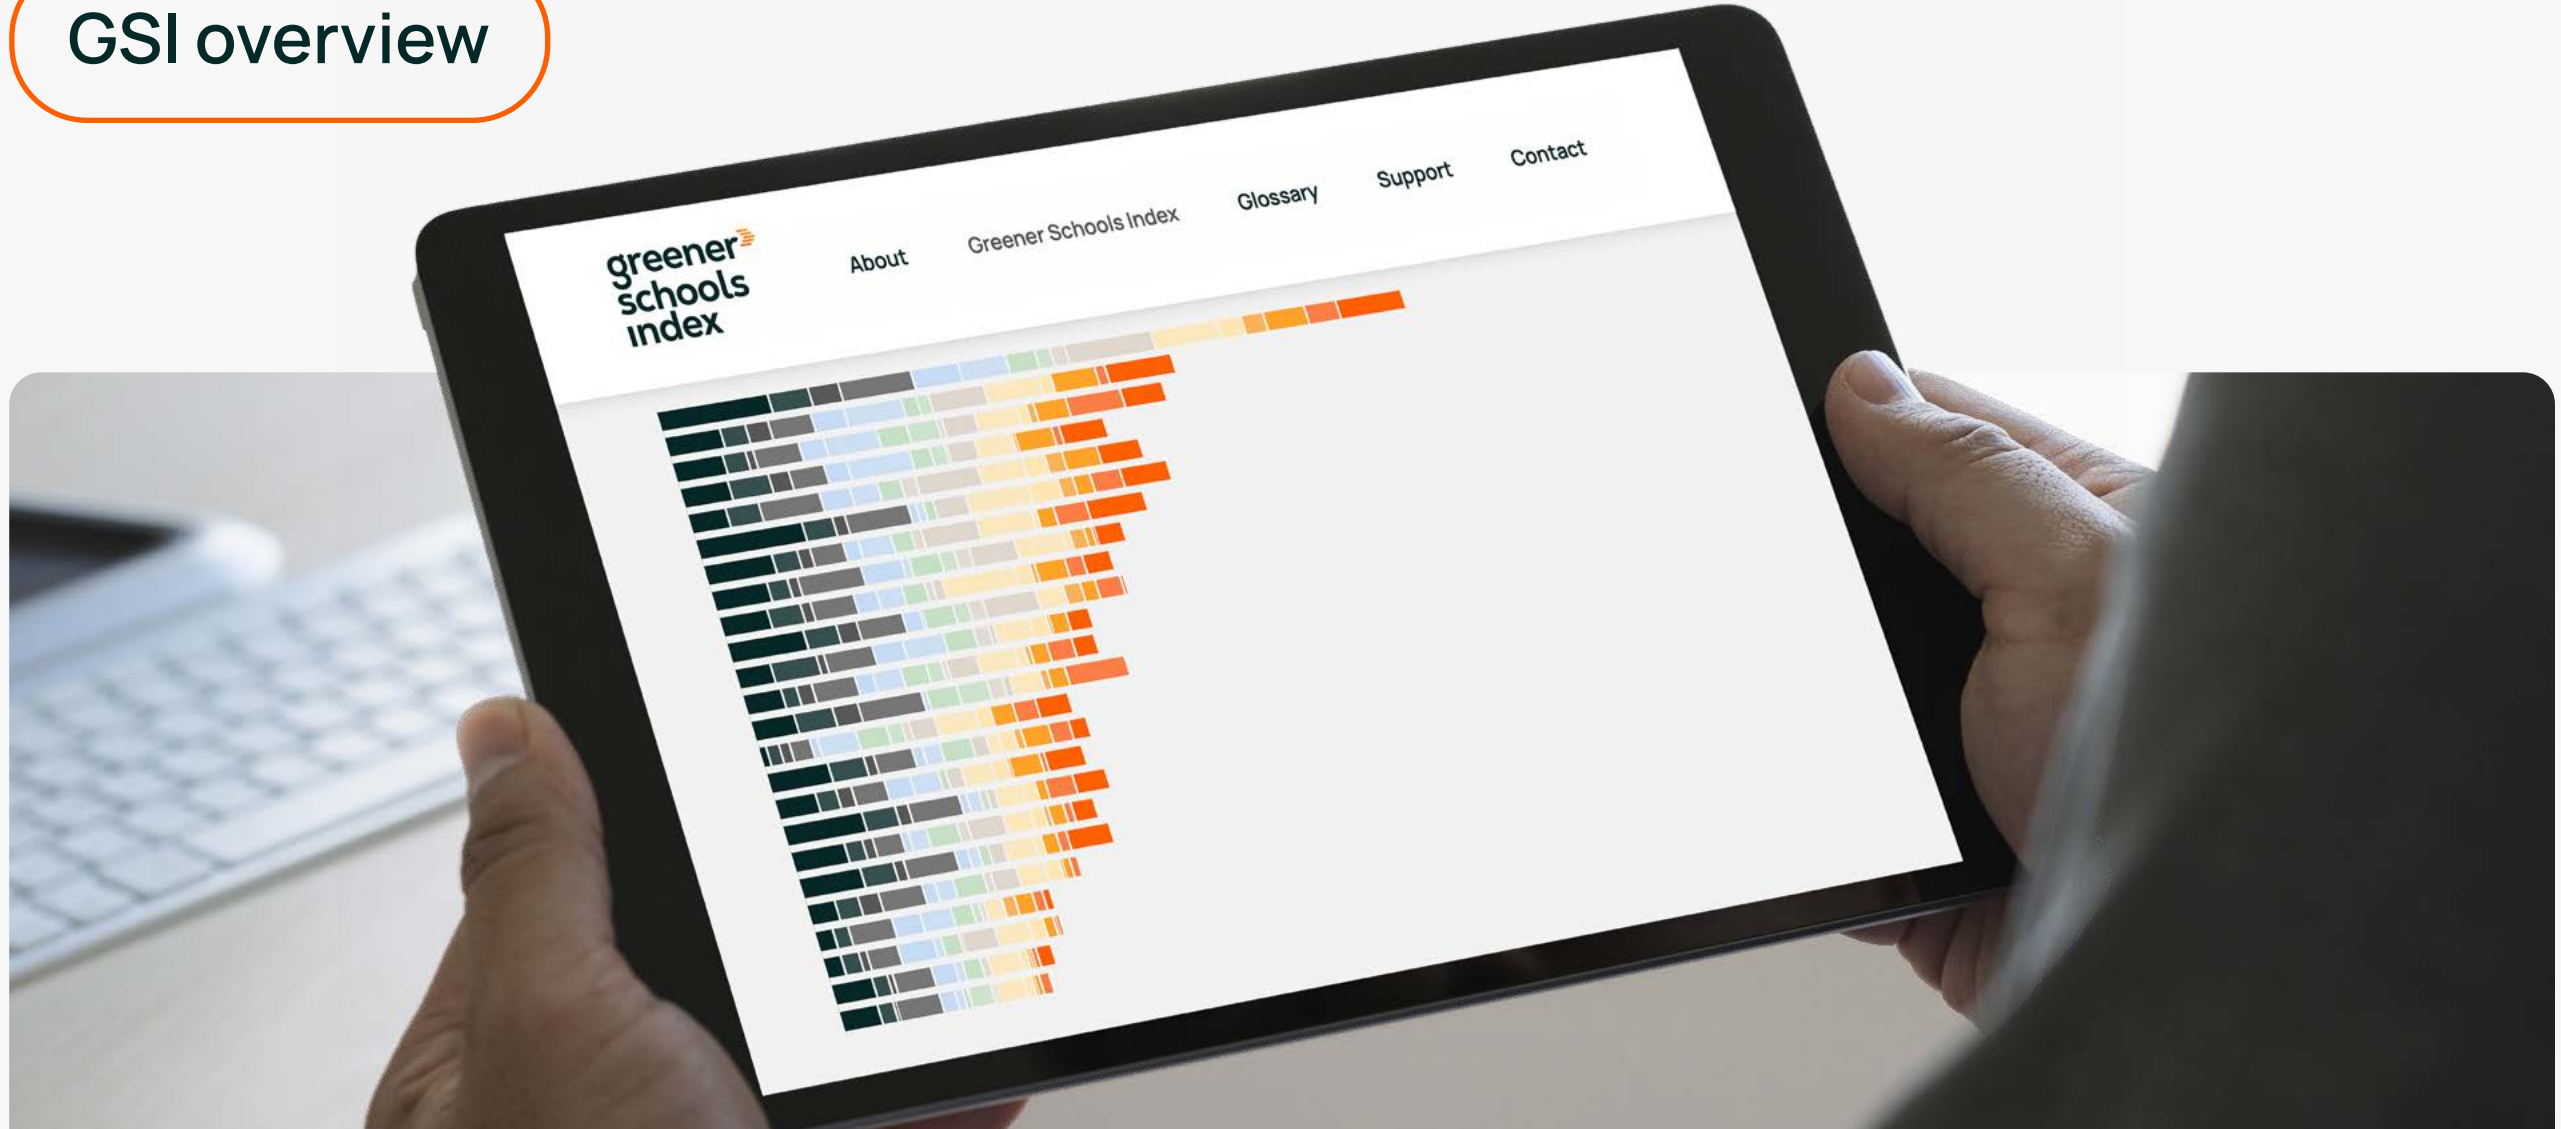 GSI overview
greener
schools
index
About
Greener Schools Index
Glossary
Support
Contact